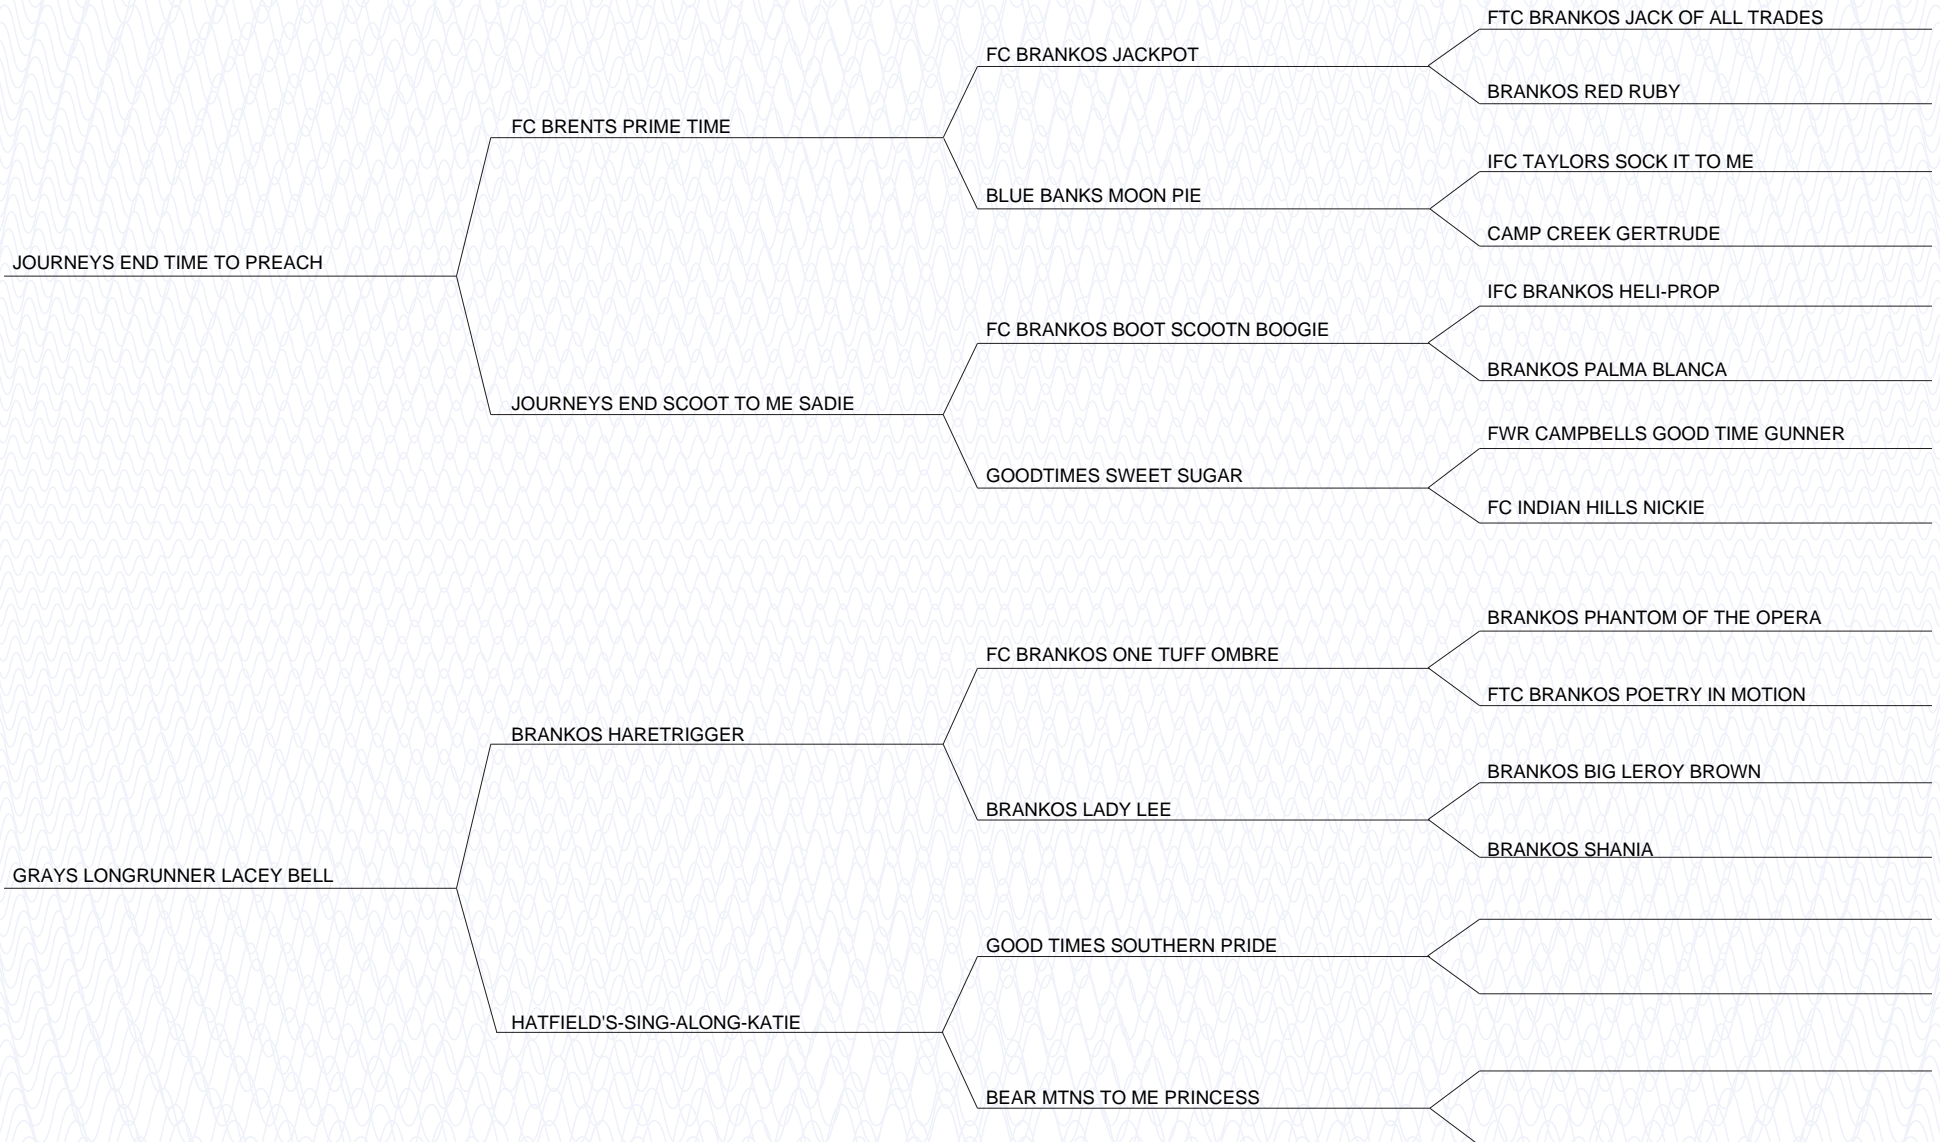 FTC BRANKOS JACK OF ALL TRADES
FC BRANKOS JACKPOT
BRANKOS RED RUBY
FC BRENTS PRIME TIME
IFC TAYLORS SOCK IT TO ME
BLUE BANKS MOON PIE
CAMP CREEK GERTRUDE
JOURNEYS END TIME TO PREACH
IFC BRANKOS HELI-PROP
FC BRANKOS BOOT SCOOTN BOOGIE
BRANKOS PALMA BLANCA
JOURNEYS END SCOOT TO ME SADIE
FWR CAMPBELLS GOOD TIME GUNNER
GOODTIMES SWEET SUGAR
FC INDIAN HILLS NICKIE
BRANKOS PHANTOM OF THE OPERA
FC BRANKOS ONE TUFF OMBRE
FTC BRANKOS POETRY IN MOTION
BRANKOS HARETRIGGER
BRANKOS BIG LEROY BROWN
BRANKOS LADY LEE
BRANKOS SHANIA
GRAYS LONGRUNNER LACEY BELL
GOOD TIMES SOUTHERN PRIDE
HATFIELD'S-SING-ALONG-KATIE
BEAR MTNS TO ME PRINCESS